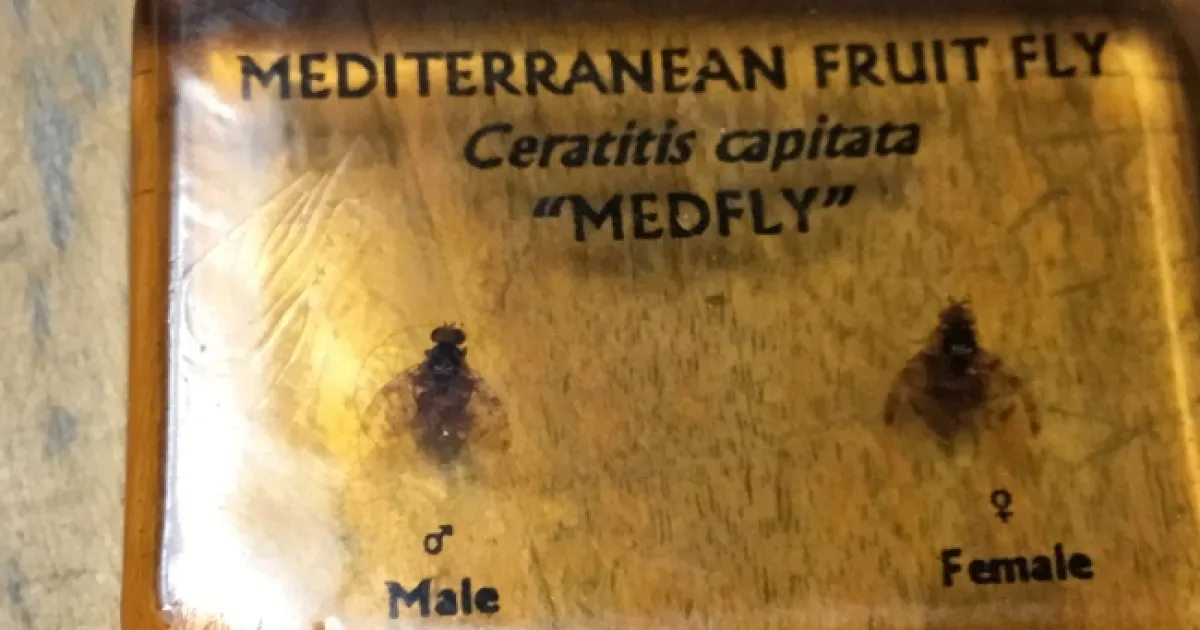 MEDITERRANEAN FRUIT FLY
Ceratitis capitata
“MEDFLY”
♂
♀
Male
Female